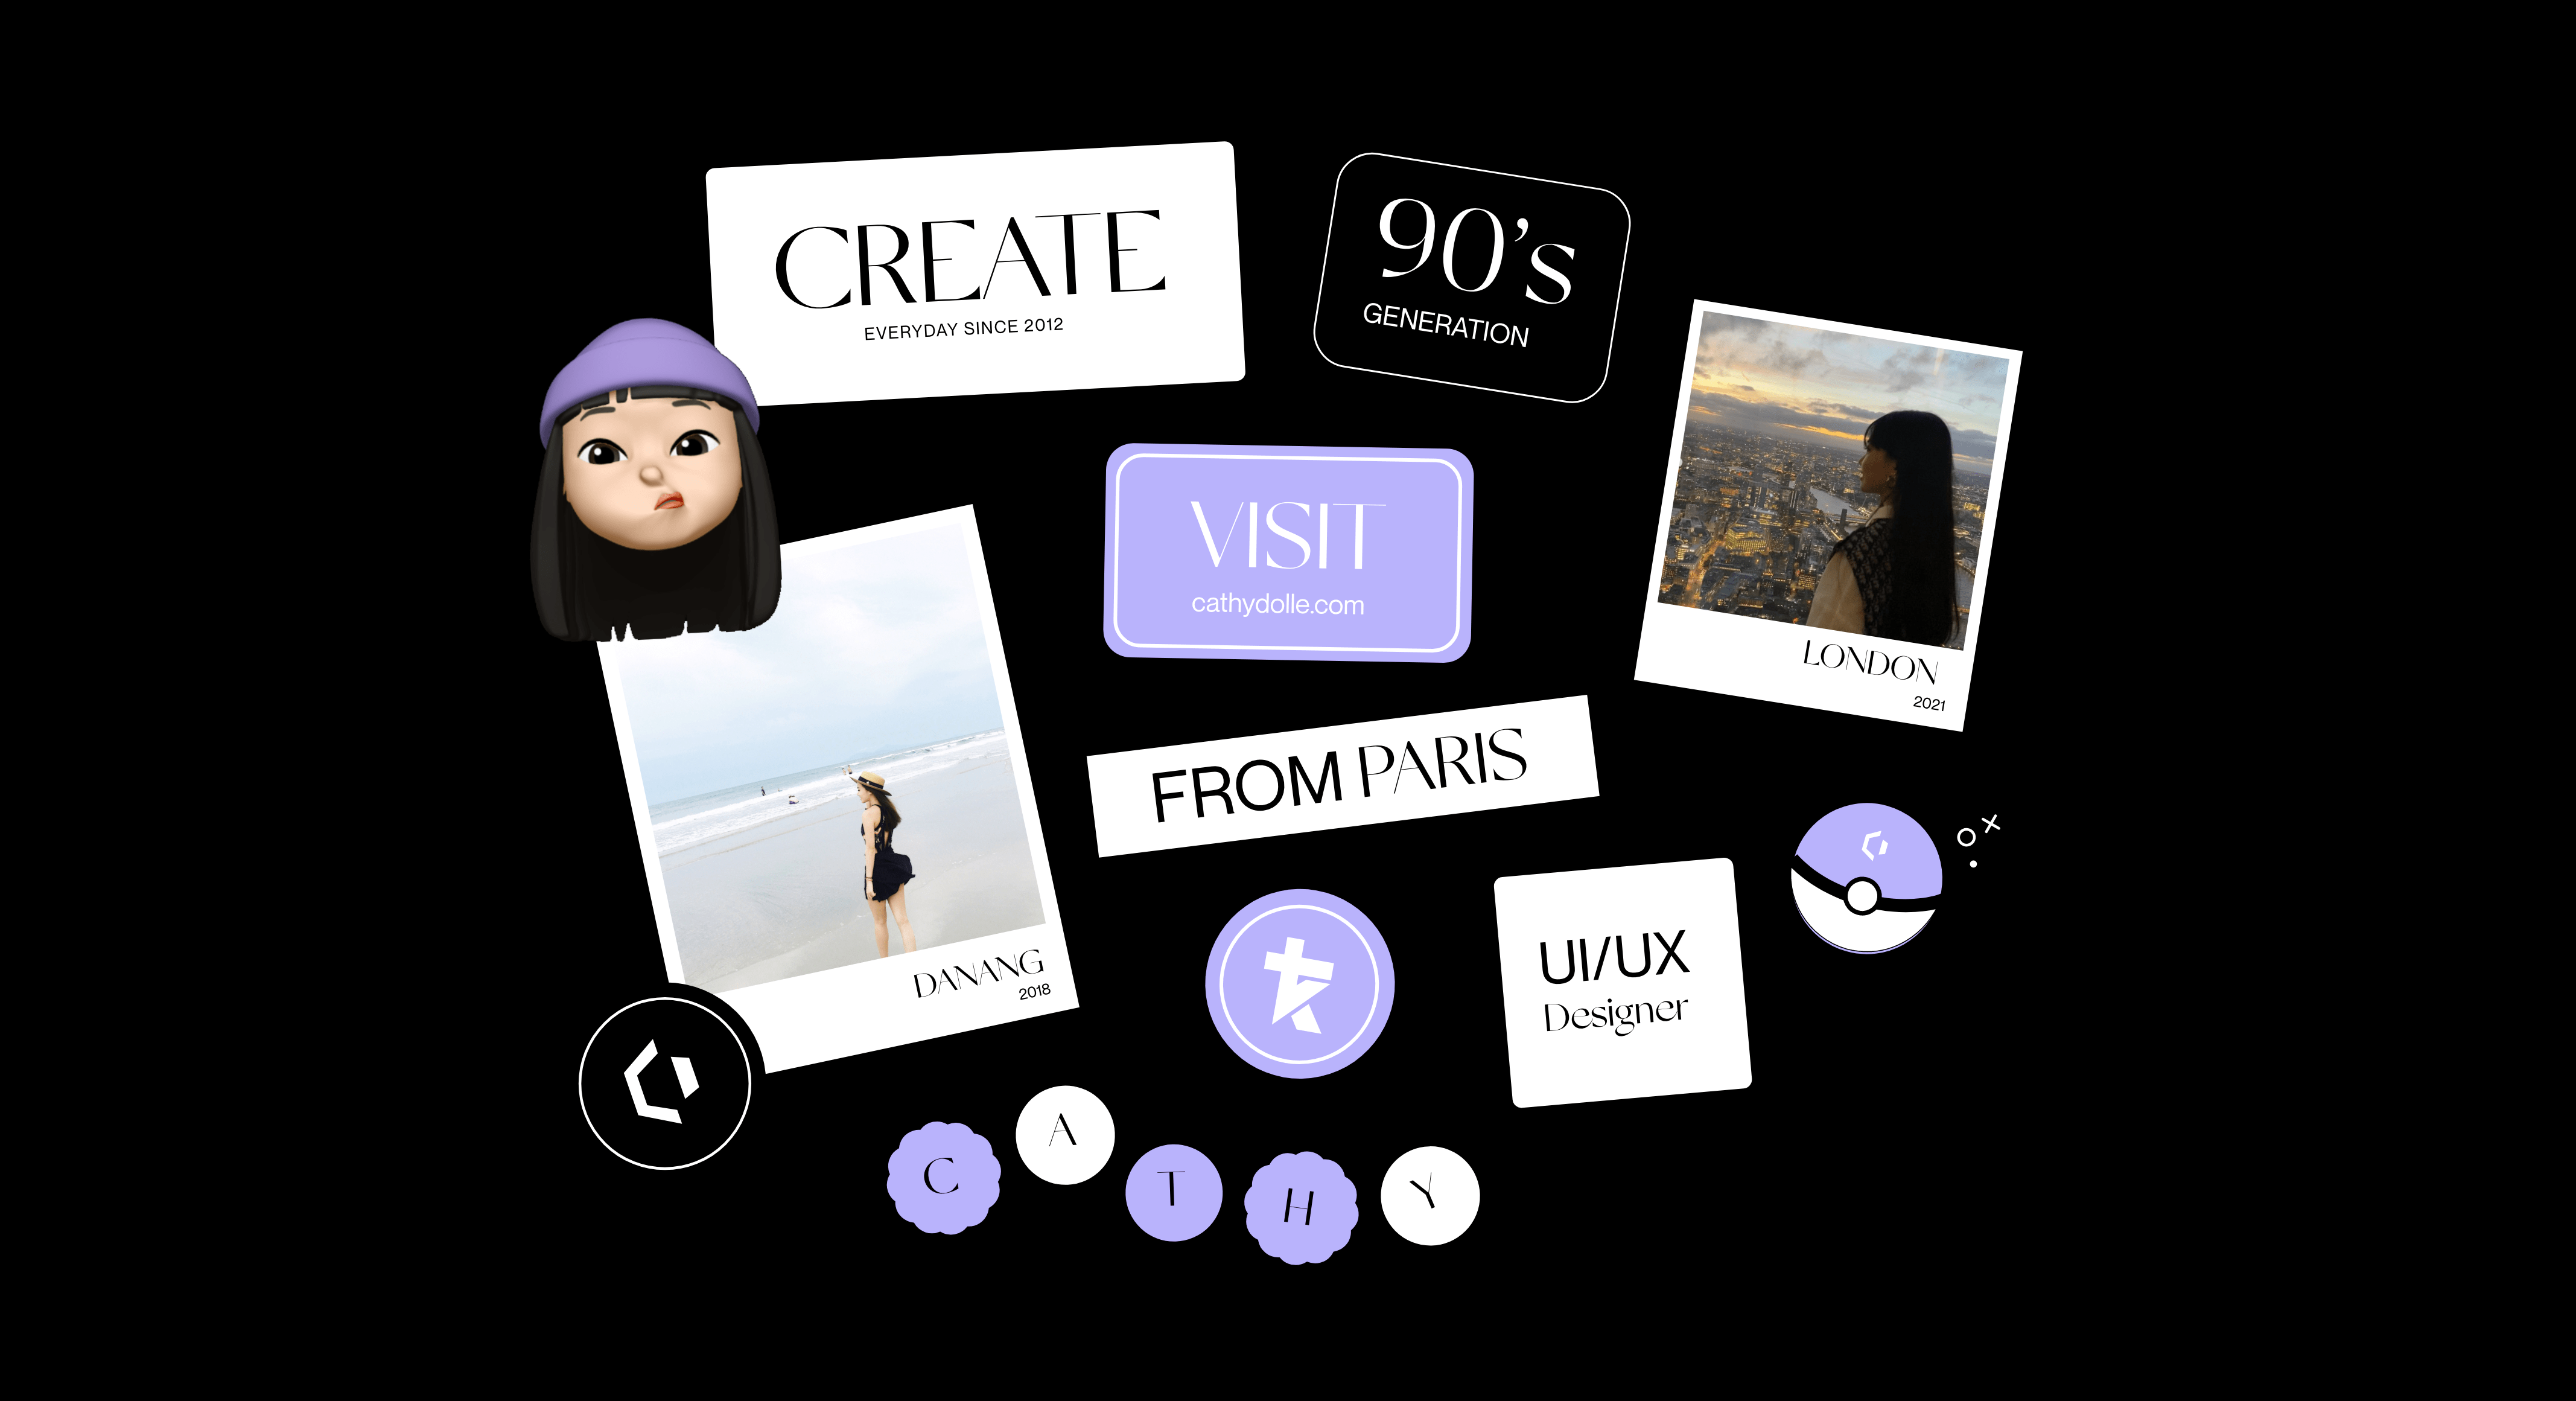 CREATE
EVERYDAY SINCE 2012
90’s
GENERATION
VISIT
cathydolle.com
LONDON
2021
FROM PARIS
DANANG
2018
UI/UX
Designer
C A T H Y